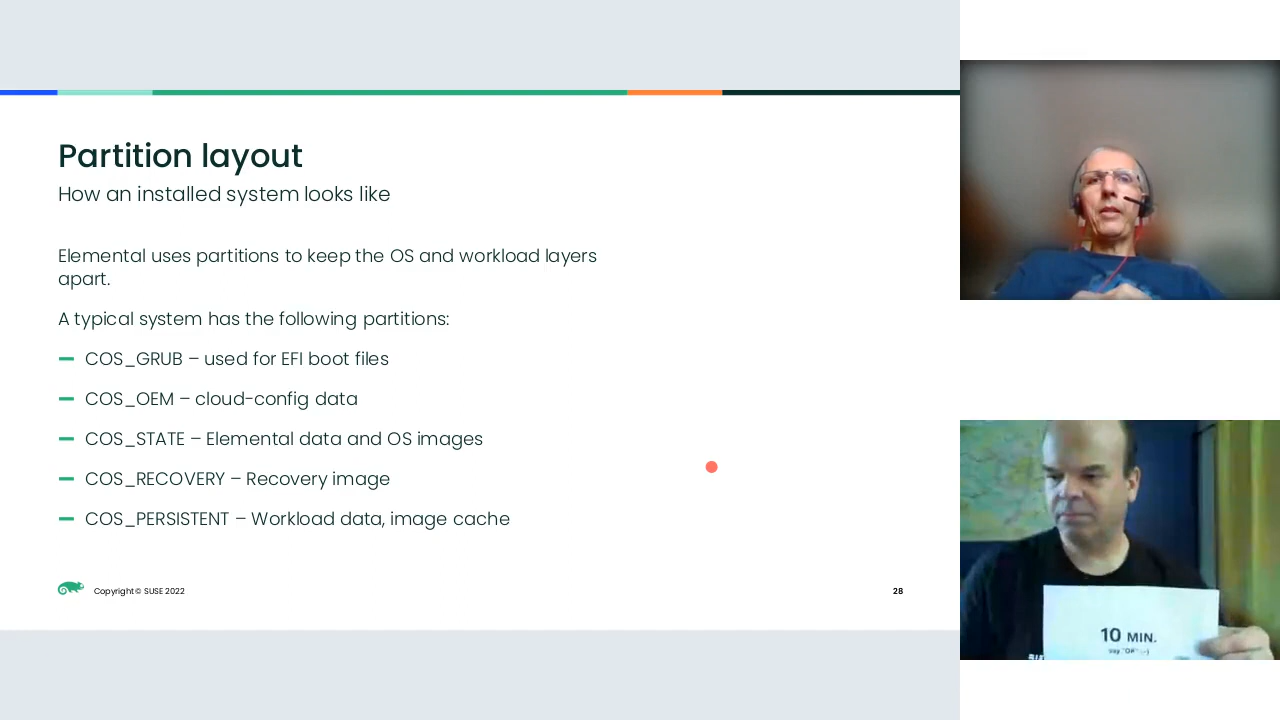 Partition layout
How an installed system looks like
Elemental uses partitions to keep the OS and workload layers
apart.
A typical system has the following partitions:
COS_GRUB – used for EFI boot files
COS_OEM – cloud-config data
COS_STATE – Elemental data and OS images
COS_RECOVERY – Recovery image
COS_PERSISTENT – Workload data, image cache
Copyright © SUSE 2022
28
10 MIN.